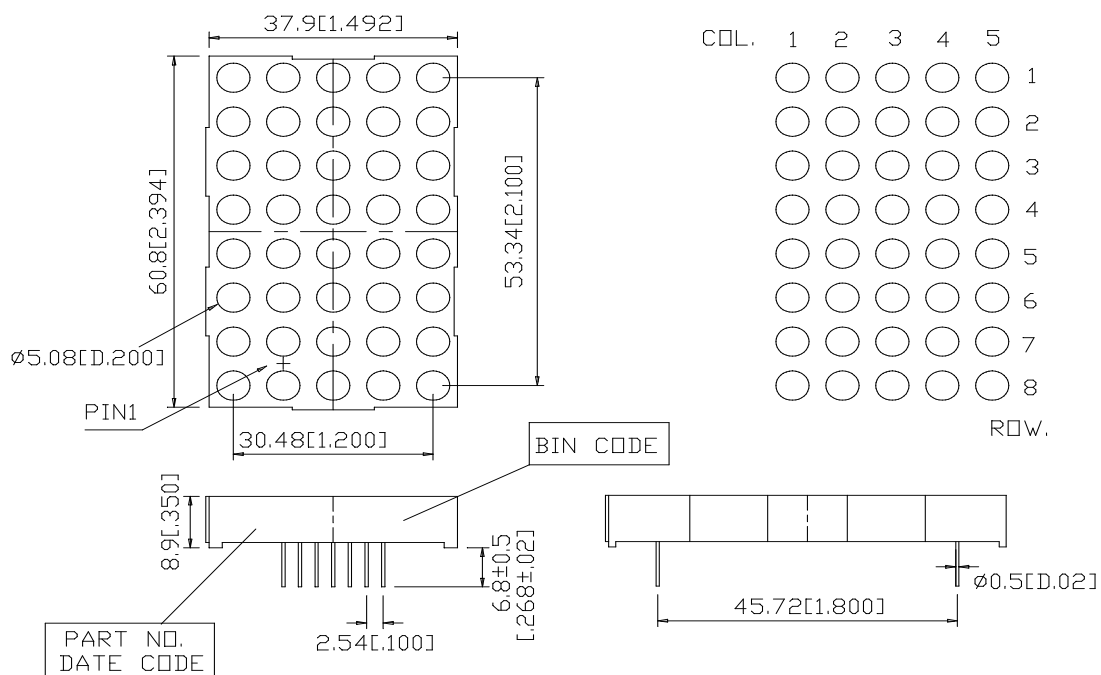 37.9[1.492]
COL. 1 2 3 4 5
1
2
3
4
5
6
7
8
ROW.
60.8[2.394]
53.34[2.100]
Ø5.08[D.200]
PIN1
30.48[1.200]
BIN CODE
8.9[.350]
6.8±0.5
[.268±.02]
2.54[.100]
PART NO.
DATE CODE
45.72[1.800]
Ø0.5[D.02]